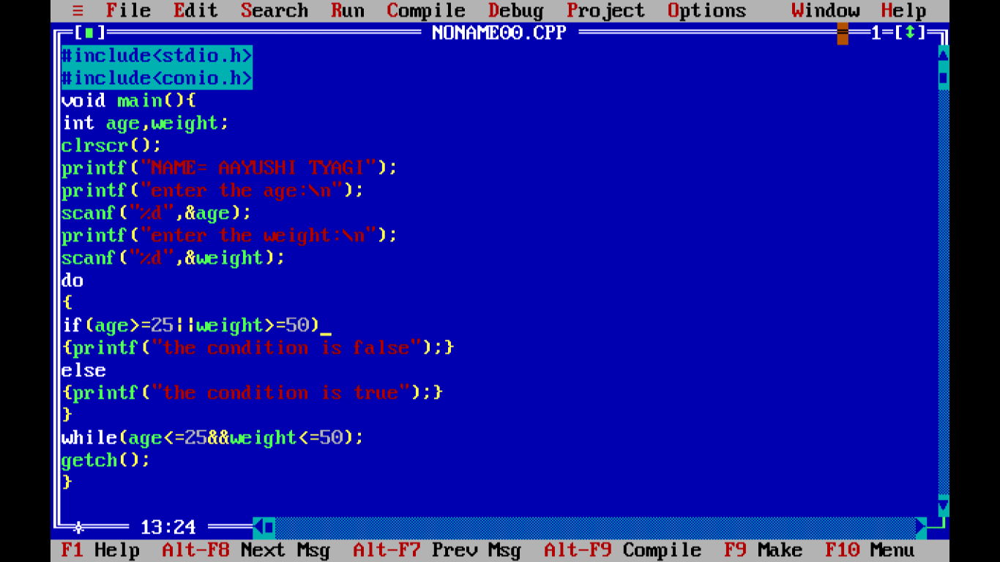 ≡ File Edit Search Run Compile Debug Project Options Window Help
[■] NONAME00.CPP 1=[↕]
#include<stdio.h>
#include<conio.h>
void main(){
int age,weight;
clrscr();
printf("NAME= AAYUSHI TYAGI");
printf("enter the age:\n");
scanf("%d",&age);
printf("enter the weight:\n");
scanf("%d",&weight);
do
{
if(age>=25||weight>=50)_
{printf("the condition is false");}
else
{printf("the condition is true");}
}
while(age<=25&&weight<=50);
getch();
}
13:24
F1 Help Alt-F8 Next Msg Alt-F7 Prev Msg Alt-F9 Compile F9 Make F10 Menu